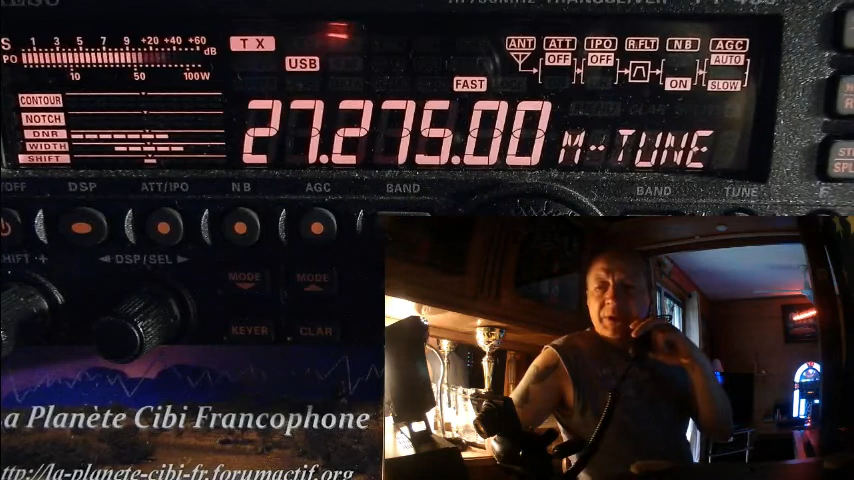 S 1 3 5 7 9 +20 +40 +60 dB
PO 10 50 100W
TX
USB
FAST
ANT ATT IPO R.FLT NB AGC
OFF OFF AUTO
ON SLOW
CONTOUR
NOTCH
DNR
WIDTH
SHIFT
27.275.00 M-TUNE
/OFF DSP ATT/IPO NB AGC BAND BAND TUNE
SHIFT + ◄DSP/SEL►
MODE MODE
KEYER CLAR
a Planète Cibi Francophone
ttp://la-planete-cibi-fr.forumactif.org